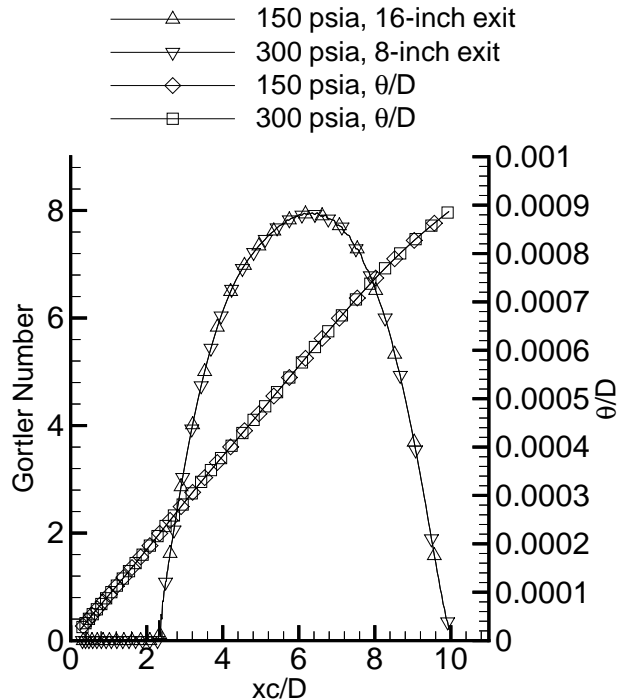 150 psia, 16-inch exit
300 psia, 8-inch exit
150 psia, θ/D
300 psia, θ/D
Gortler Number
8
6
4
2
0
0.001
0.0009
0.0008
0.0007
0.0006
0.0005
0.0004
0.0003
0.0002
0.0001
0
θ/D
0 2 4 6 8 10
xc/D